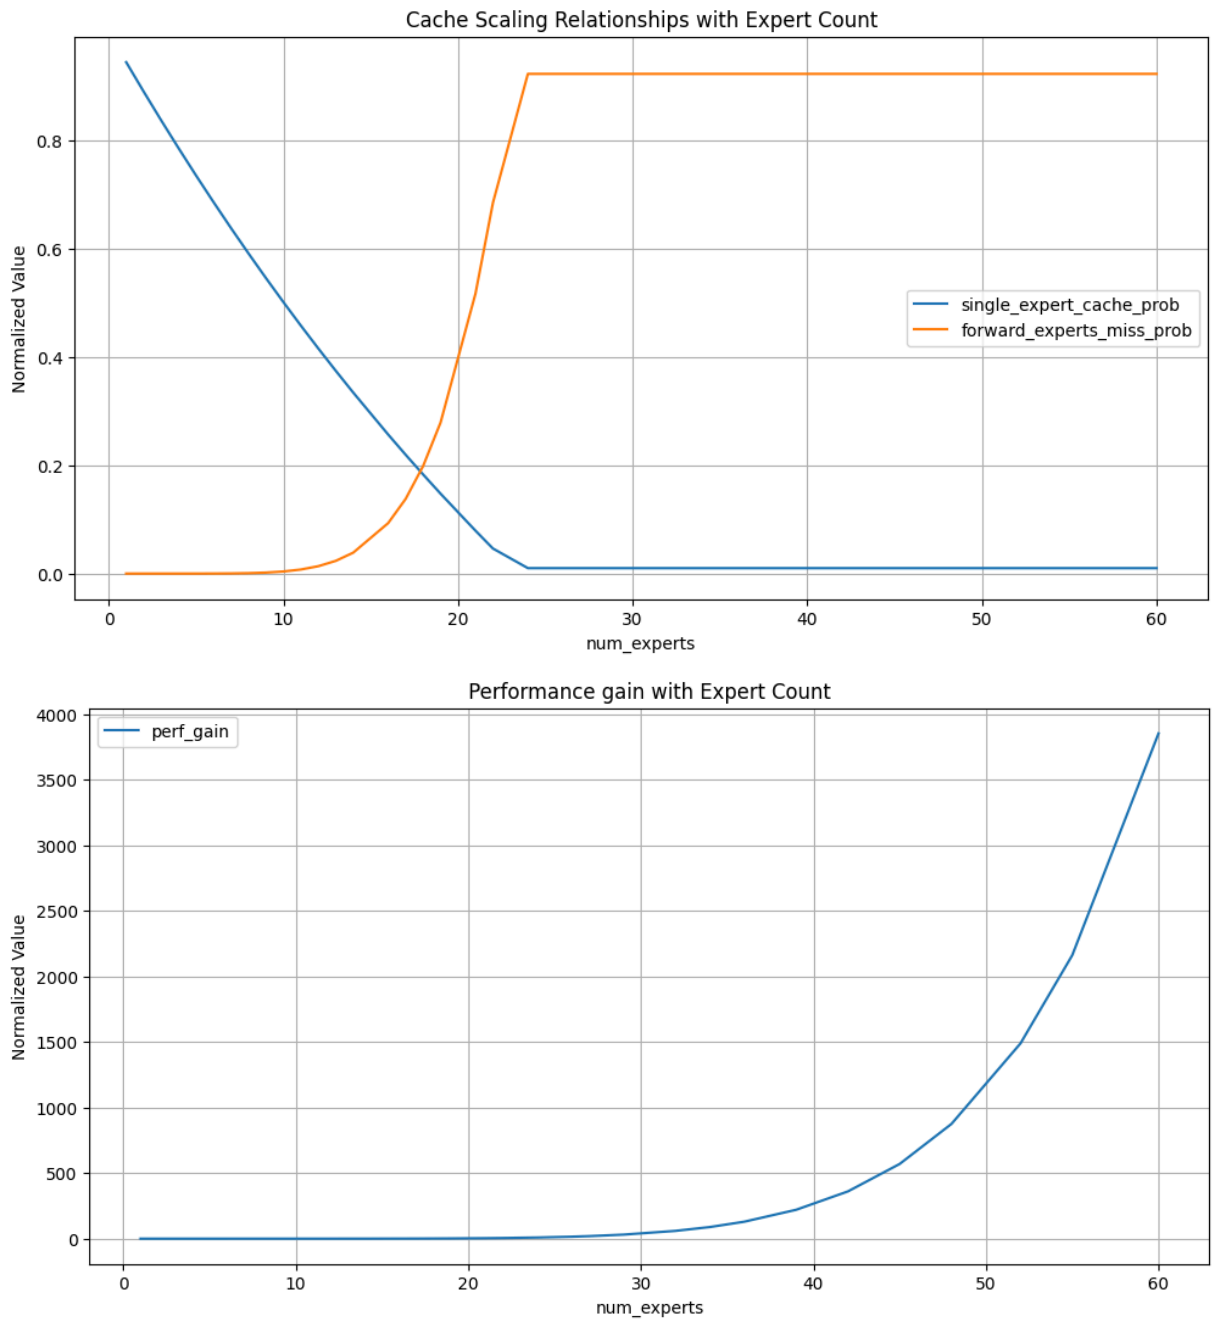 Cache Scaling Relationships with Expert Count
Normalized Value
0.8
0.6
0.4
0.2
0.0
single_expert_cache_prob
forward_experts_miss_prob
0 10 20 30 40 50 60
num_experts
Performance gain with Expert Count
Normalized Value
4000
3500
3000
2500
2000
1500
1000
500
0
perf_gain
0 10 20 30 40 50 60
num_experts